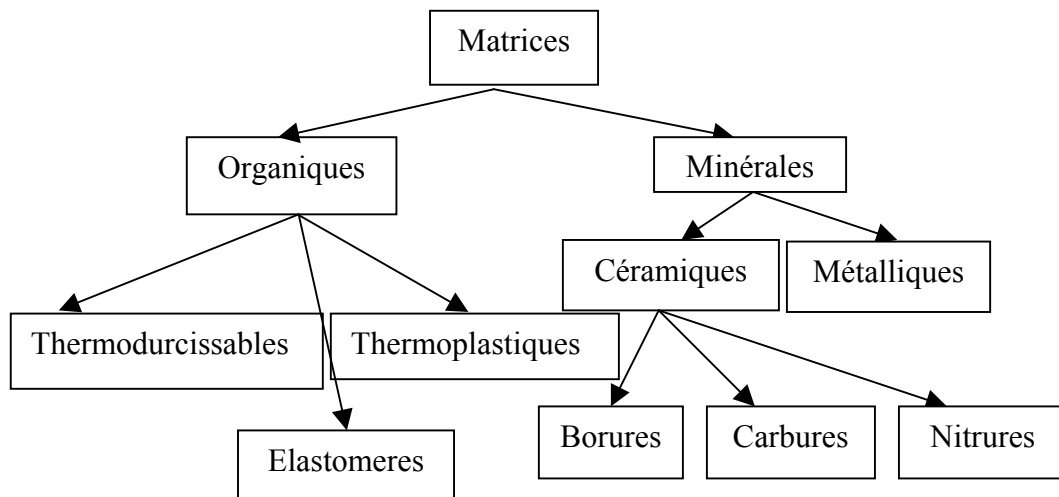 Matrices
Organiques
Minérales
Céramiques
Métalliques
Thermodurcissables
Thermoplastiques
Borures
Carbures
Nitrures
Elastomeres